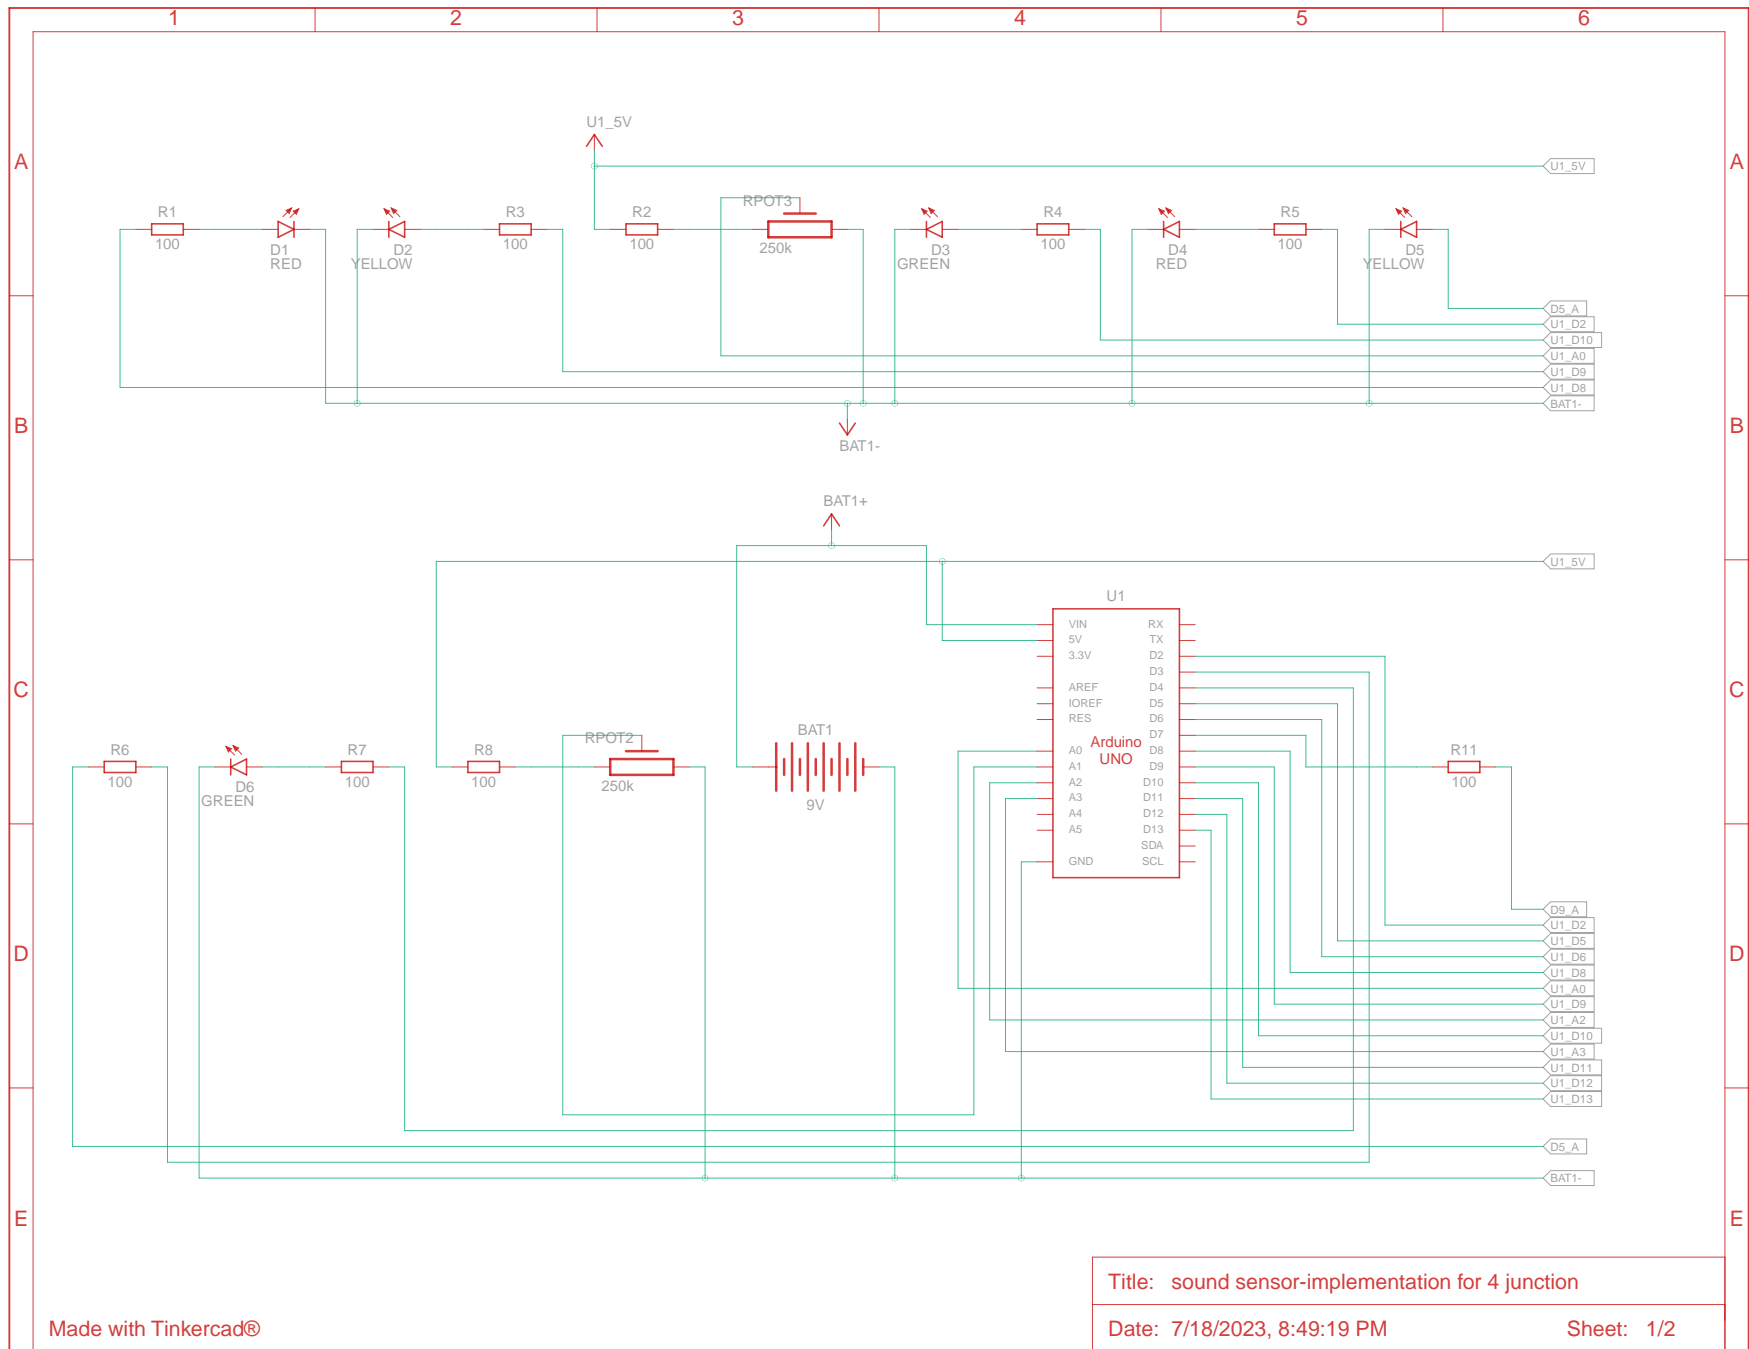 1 2 3 4 5 6
U1_5V
A A
U1_5V
R1 R3 R2 RPOT3 R4 R5
100 D1 D2 100 100 250k D3 100 D4 100 D5
RED YELLOW GREEN RED YELLOW
D5_A
U1_D2
U1_D10
U1_A0
U1_D9
U1_D8
BAT1-
B B
BAT1-
BAT1+
U1_5V
U1
VIN RX
5V TX
3.3V D2
D3
C C
AREF D4
IOREF D5
RES D6
D7
Arduino
UNO
A0 D8
A1 D9
A2 D10
A3 D11
A4 D12
A5 D13
SDA
GND SCL
R6 R7 R8 RPOT2 BAT1 R11
100 D6 100 100 250k 9V 100
GREEN
D9_A
U1_D2
U1_D5
D D
U1_D6
U1_D8
U1_A0
U1_D9
U1_A2
U1_D10
U1_A3
U1_D11
U1_D12
U1_D13
D5_A
BAT1-
E E
Title: sound sensor-implementation for 4 junction
Made with Tinkercad®
Date: 7/18/2023, 8:49:19 PM Sheet: 1/2